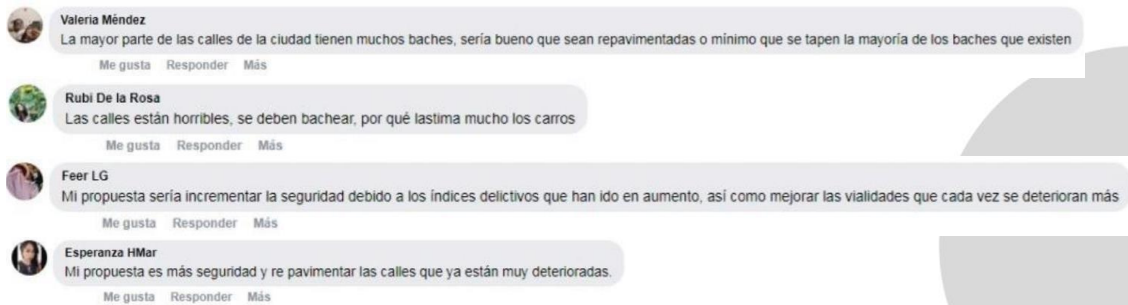 Valeria Méndez
La mayor parte de las calles de la ciudad tienen muchos baches, sería bueno que sean repavimentadas o mínimo que se tapen la mayoría de los baches que existen
Me gusta Responder Más
Rubi De la Rosa
Las calles están horribles, se deben bachear, por qué lastima mucho los carros
Me gusta Responder Más
Feer LG
Mi propuesta sería incrementar la seguridad debido a los índices delictivos que han ido en aumento, así como mejorar las vialidades que cada vez se deterioran más
Me gusta Responder Más
Esperanza HMar
Mi propuesta es más seguridad y re pavimentar las calles que ya están muy deterioradas.
Me gusta Responder Más